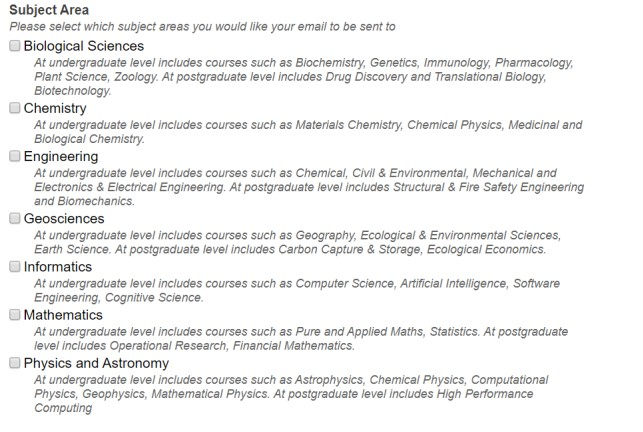 Subject Area
Please select which subject areas you would like your email to be sent to
Biological Sciences
At undergraduate level includes courses such as Biochemistry, Genetics, Immunology, Pharmacology,
Plant Science, Zoology. At postgraduate level includes Drug Discovery and Translational Biology,
Biotechnology.
Chemistry
At undergraduate level includes courses such as Materials Chemistry, Chemical Physics, Medicinal and
Biological Chemistry.
Engineering
At undergraduate level includes courses such as Chemical, Civil & Environmental, Mechanical and
Electronics & Electrical Engineering. At postgraduate level includes Structural & Fire Safety Engineering
and Biomechanics.
Geosciences
At undergraduate level includes courses such as Geography, Ecological & Environmental Sciences,
Earth Science. At postgraduate level includes Carbon Capture & Storage, Ecological Economics.
Informatics
At undergraduate level includes courses such as Computer Science, Artificial Intelligence, Software
Engineering, Cognitive Science.
Mathematics
At undergraduate level includes courses such as Pure and Applied Maths, Statistics. At postgraduate
level includes Operational Research, Financial Mathematics.
Physics and Astronomy
At undergraduate level includes courses such as Astrophysics, Chemical Physics, Computational
Physics, Geophysics, Mathematical Physics. At postgraduate level includes High Performance
Computing